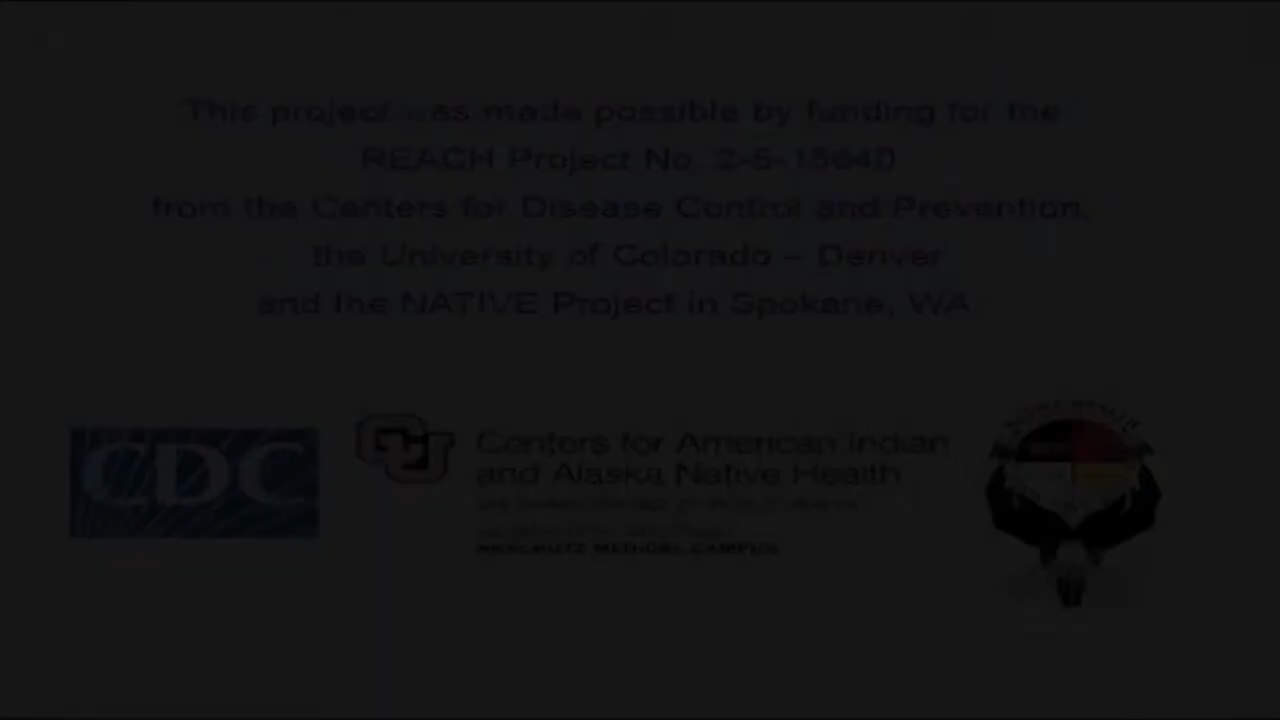 This project was made possible by funding for the
REACH Project No. 2-5-15640
from the Centers for Disease Control and Prevention,
the University of Colorado – Denver
and the NATIVE Project in Spokane, WA
CDC
CU
Centers for American Indian
and Alaska Native Health
ANSCHUTZ MEDICAL CAMPUS